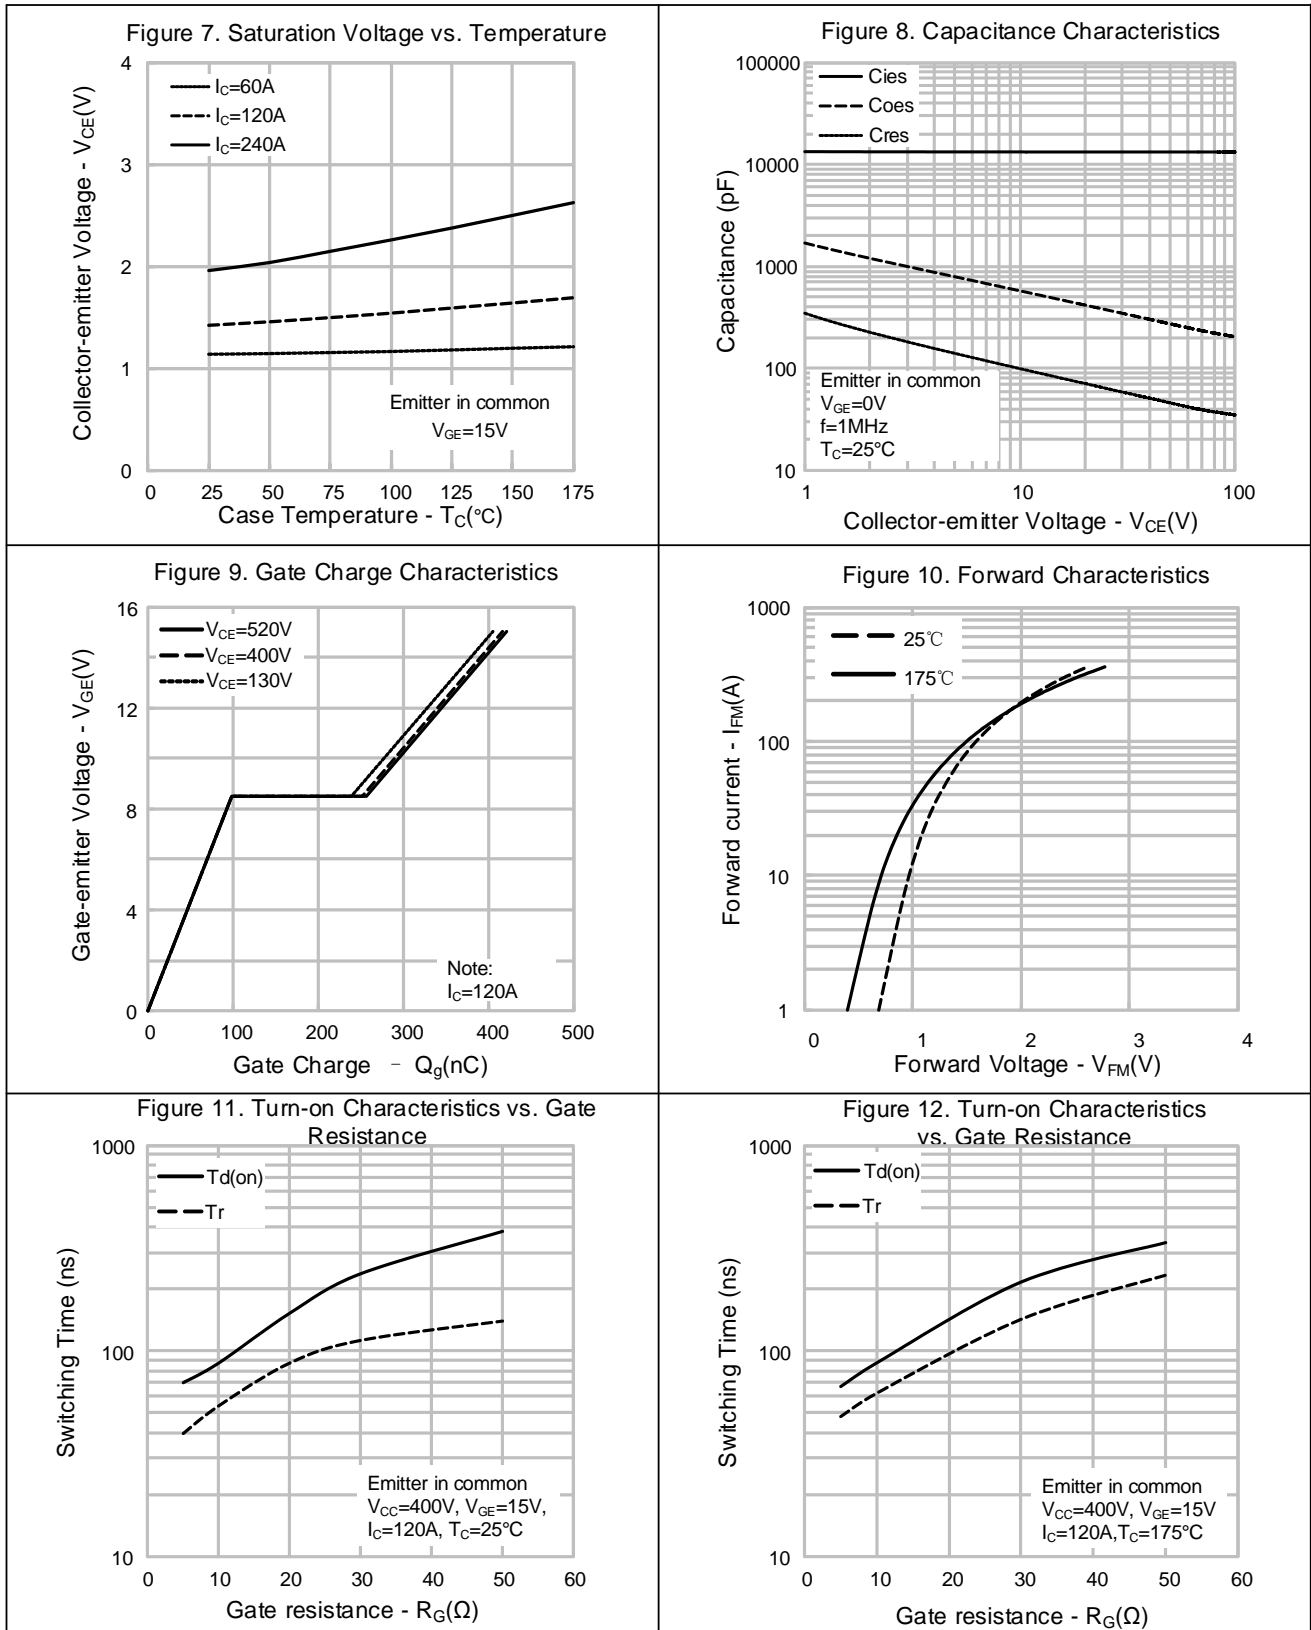 Figure 7. Saturation Voltage vs. Temperature
Collector-emitter Voltage - VCE(V)
4
3
2
1
0
IC=60A
IC=120A
IC=240A
Emitter in common
VGE=15V
0 25 50 75 100 125 150 175
Case Temperature - TC(°C)
Figure 8. Capacitance Characteristics
Capacitance (pF)
100000
10000
1000
100
10
Cies
Coes
Cres
Emitter in common
VGE=0V
f=1MHz
TC=25°C
1 10 100
Collector-emitter Voltage - VCE(V)
Figure 9. Gate Charge Characteristics
Gate-emitter Voltage - VGE(V)
16
12
8
4
0
VCE=520V
VCE=400V
VCE=130V
Note:
IC=120A
0 100 200 300 400 500
Gate Charge － Qg(nC)
Figure 10. Forward Characteristics
Forward current - IFM(A)
1000
100
10
1
25℃
175℃
0 1 2 3 4
Forward Voltage - VFM(V)
Figure 11. Turn-on Characteristics vs. Gate
Resistance
Switching Time (ns)
1000
100
10
Td(on)
Tr
Emitter in common
VCC=400V, VGE=15V,
IC=120A, TC=25°C
0 10 20 30 40 50 60
Gate resistance - RG(Ω)
Figure 12. Turn-on Characteristics
vs. Gate Resistance
Switching Time (ns)
1000
100
10
Td(on)
Tr
Emitter in common
VCC=400V, VGE=15V
IC=120A,TC=175°C
0 10 20 30 40 50 60
Gate resistance - RG(Ω)